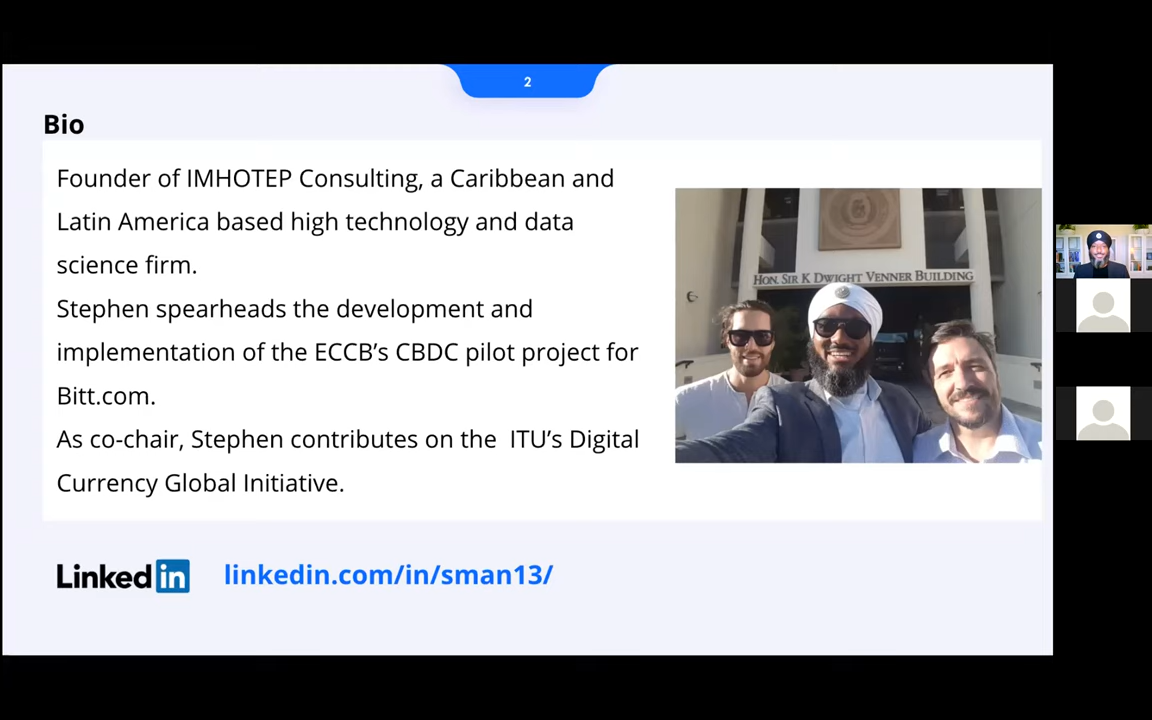 2
Bio
Founder of IMHOTEP Consulting, a Caribbean and
Latin America based high technology and data
science firm.
Stephen spearheads the development and
implementation of the ECCB’s CBDC pilot project for
Bitt.com.
As co-chair, Stephen contributes on the ITU’s Digital
Currency Global Initiative.
HON. SIR K DWIGHT VENNER BUILDING
LinkedIn
linkedin.com/in/sman13/